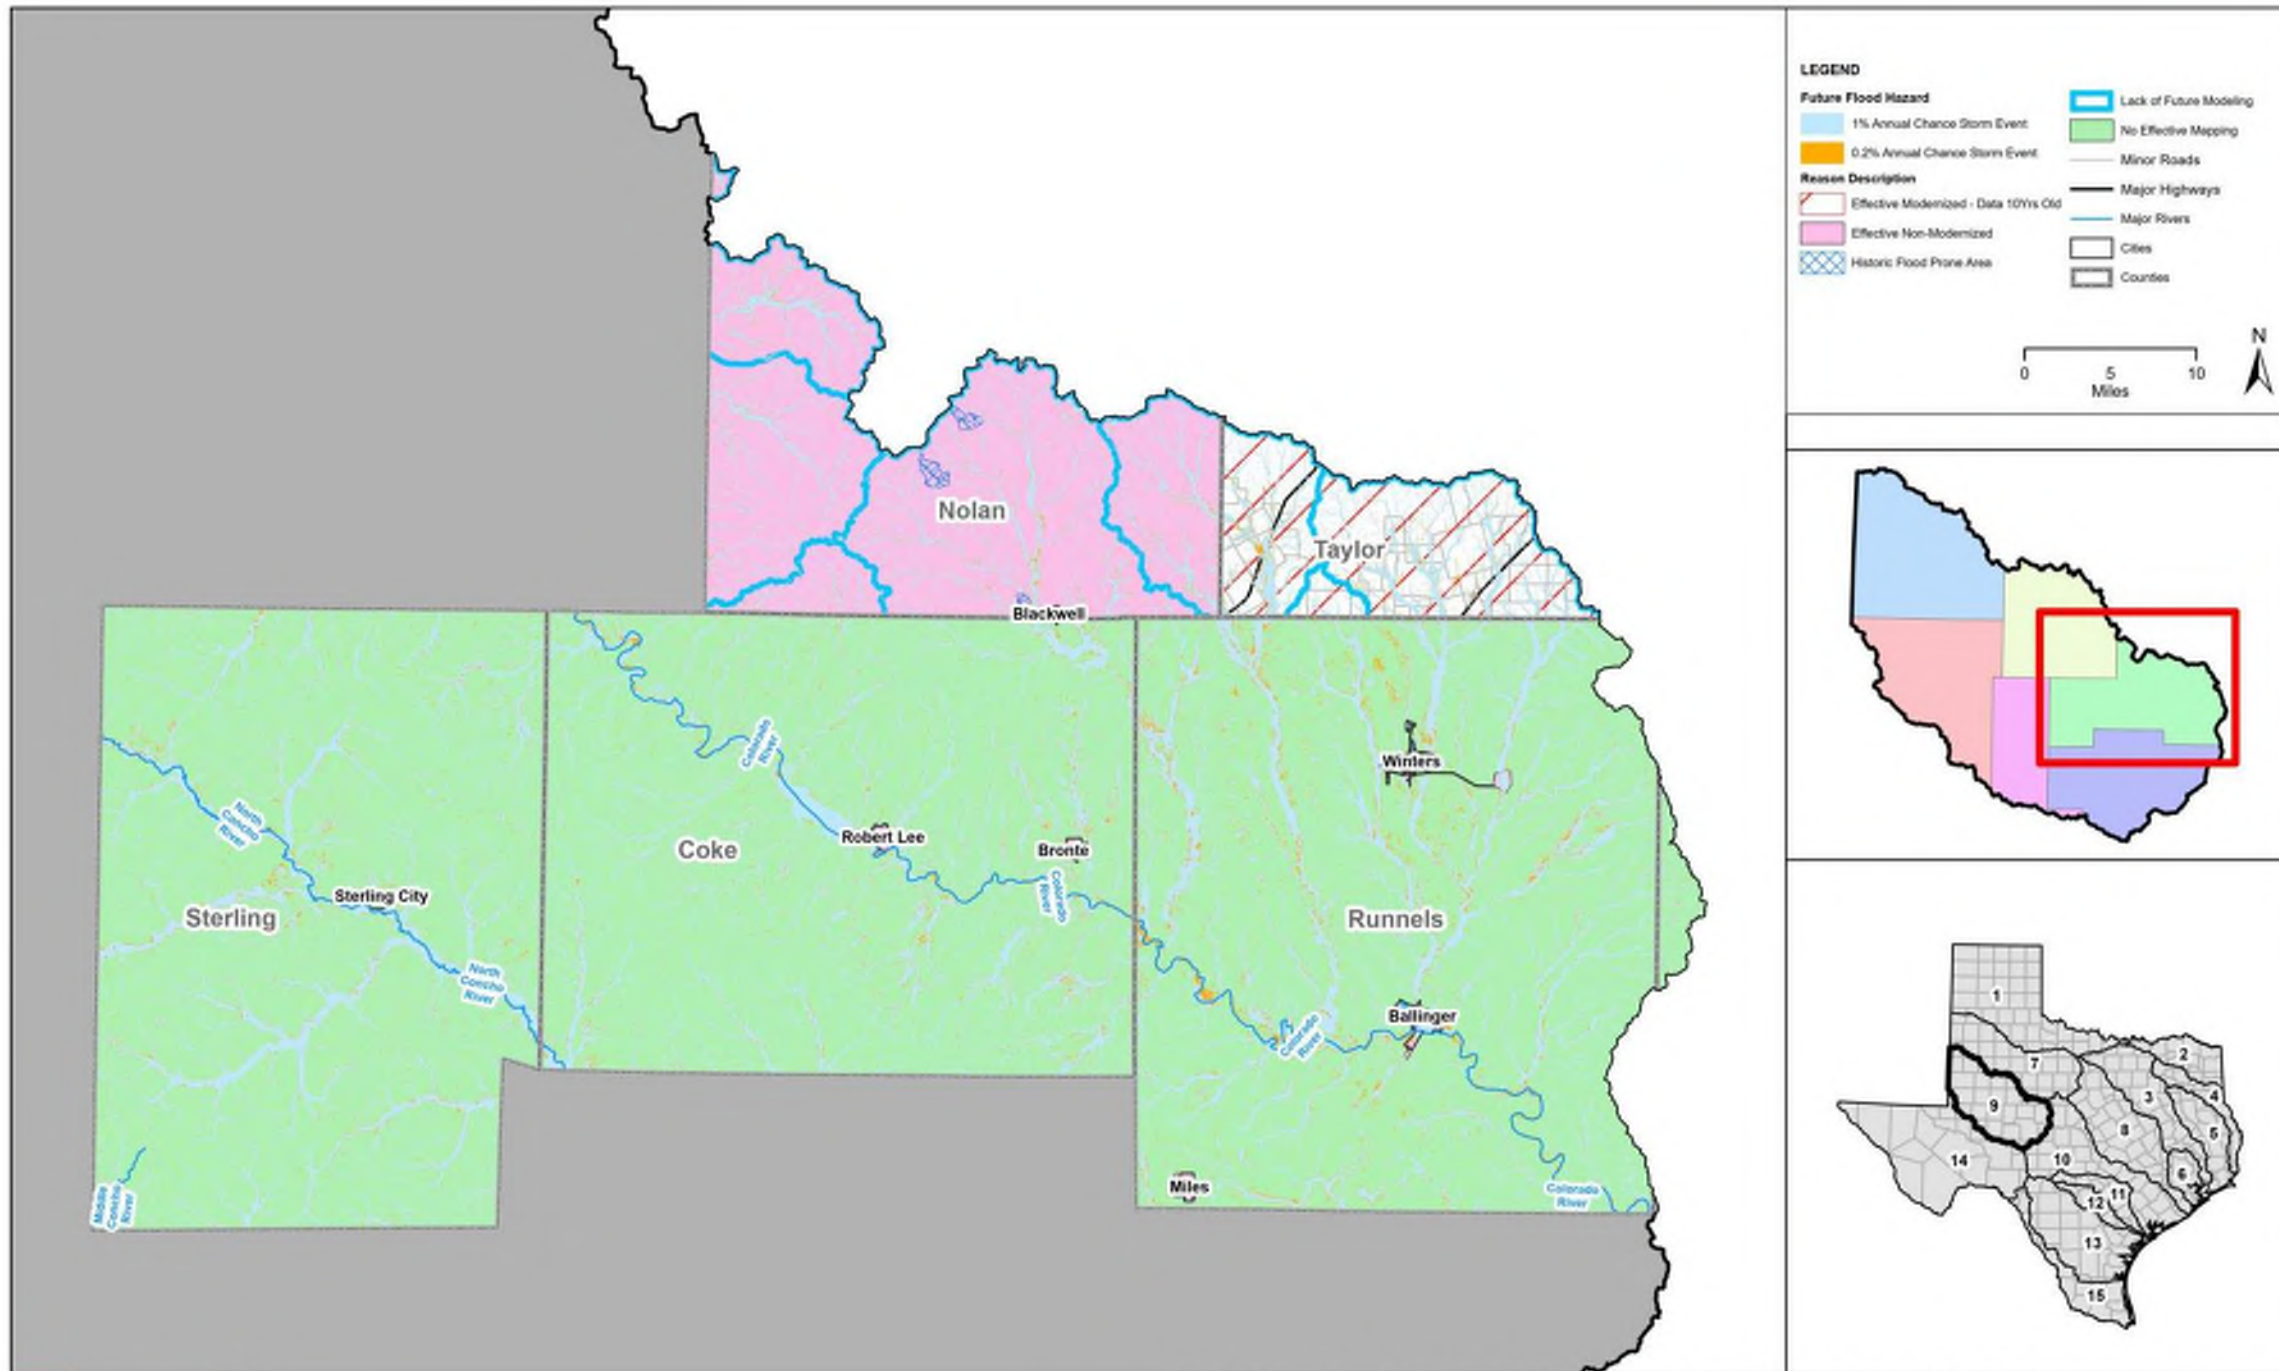 LEGEND
Future Flood Hazard
1% Annual Chance Storm Event
0.2% Annual Chance Storm Event
Reason Description
Effective Modernized - Data 10Yrs Old
Effective Non-Modernized
Historic Flood Prone Area
Lack of Future Modeling
No Effective Mapping
Minor Roads
Major Highways
Major Rivers
Cities
Counties
N
0 5 10
Miles
Nolan
Taylor
Blackwell
Colorado
River
Winters
North
Concho
River
Robert Lee
Coke
Bronte
Sterling City
Sterling
Colorado
River
Runnels
North
Concho
River
Ballinger
Colorado
River
Miles
Middle
Concho
River
Colorado
River
1
2
7
3
4
9
8
5
14
10
6
11
12
13
15